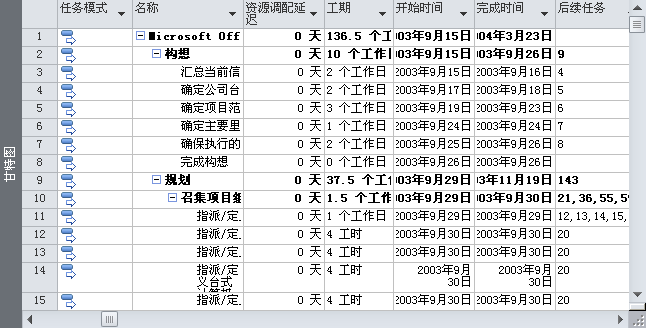 任务模式 名称 资源调配延迟 工期 开始时间 完成时间 后续任务
1 Microsoft Off 0 天 136.5 个工 03年9月15日 04年3月23日
2 构想 0 天 10 个工作日 03年9月15日 03年9月26日 9
3 汇总当前信 0 天 2 个工作日 2003年9月15日 2003年9月16日 4
4 确定公司台 0 天 2 个工作日 2003年9月17日 2003年9月18日 5
5 确定项目范 0 天 3 个工作日 2003年9月19日 2003年9月23日 6
6 确定主要里 0 天 1 个工作日 2003年9月24日 2003年9月24日 7
7 确保执行的 0 天 2 个工作日 2003年9月25日 2003年9月26日 8
8 完成构想 0 天 0 个工作日 2003年9月26日 2003年9月26日
9 规划 0 天 37.5 个工 03年9月29日 03年11月19日 143
10 召集项目组 0 天 1.5 个工作 03年9月29日 03年9月30日 21,36,55,59
11 指派/定 0 天 1 个工作日 2003年9月29日 2003年9月29日 12,13,14,15,
12 指派/定 0 天 4 工时 2003年9月30日 2003年9月30日 20
13 指派/定 0 天 4 工时 2003年9月30日 2003年9月30日 20
14 指派/定义台式 0 天 4 工时 2003年9月30日 2003年9月30日 20
15 指派/定 0 天 4 工时 2003年9月30日 2003年9月30日 20
甘特图